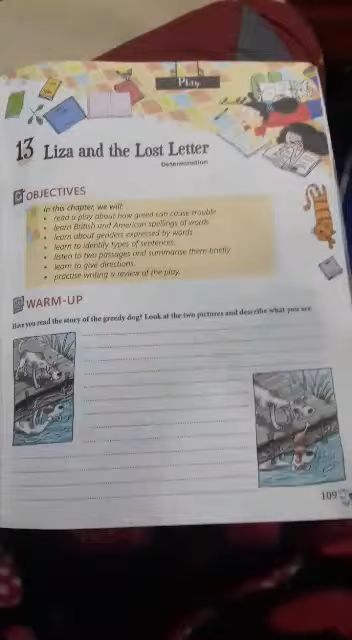 Play
13 Liza and the Lost Letter
Determination
OBJECTIVES
In this chapter, we will:
• read a play about how greed can cause trouble
• learn British and American spellings of words
• learn about genders expressed by words
• learn to identify types of sentences.
• listen to two passages and summarise them briefly
• learn to give directions.
• practise writing a review of the play.
WARM-UP
Have you read the story of the greedy dog? Look at the two pictures and describe what you see
109